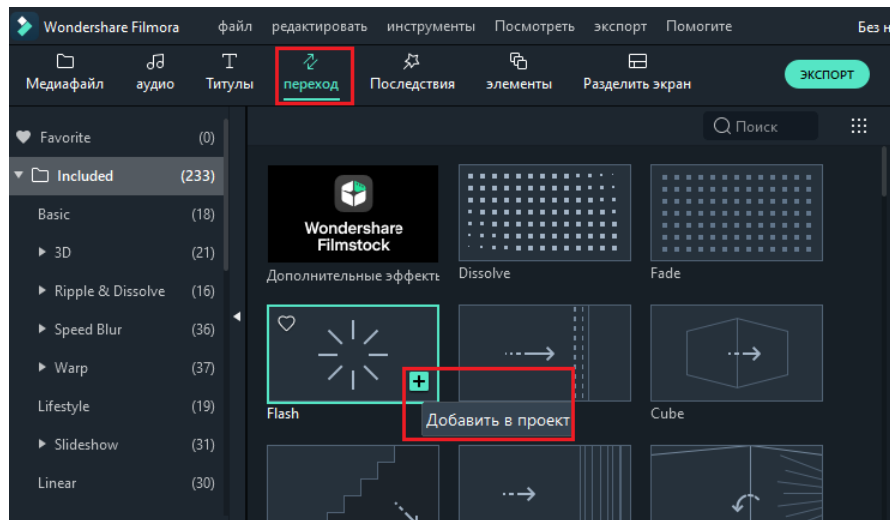 Wondershare Filmora файл редактировать инструменты Посмотреть экспорт Помогите Без н
Медиафайл аудио Титулы переход Последствия элементы Разделить экран экспорт
Favorite (0)
Поиск
Included (233)
Basic (18)
3D (21)
Ripple & Dissolve (16)
Speed Blur (36)
Warp (37)
Lifestyle (19)
Slideshow (31)
Linear (30)
Wondershare
Filmstock
Дополнительные эффекть
Dissolve
Fade
Flash
Добавить в проект
Cube